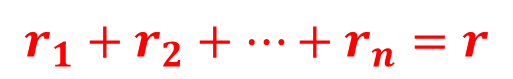 r₁ + r₂ + ⋯ + rₙ = r